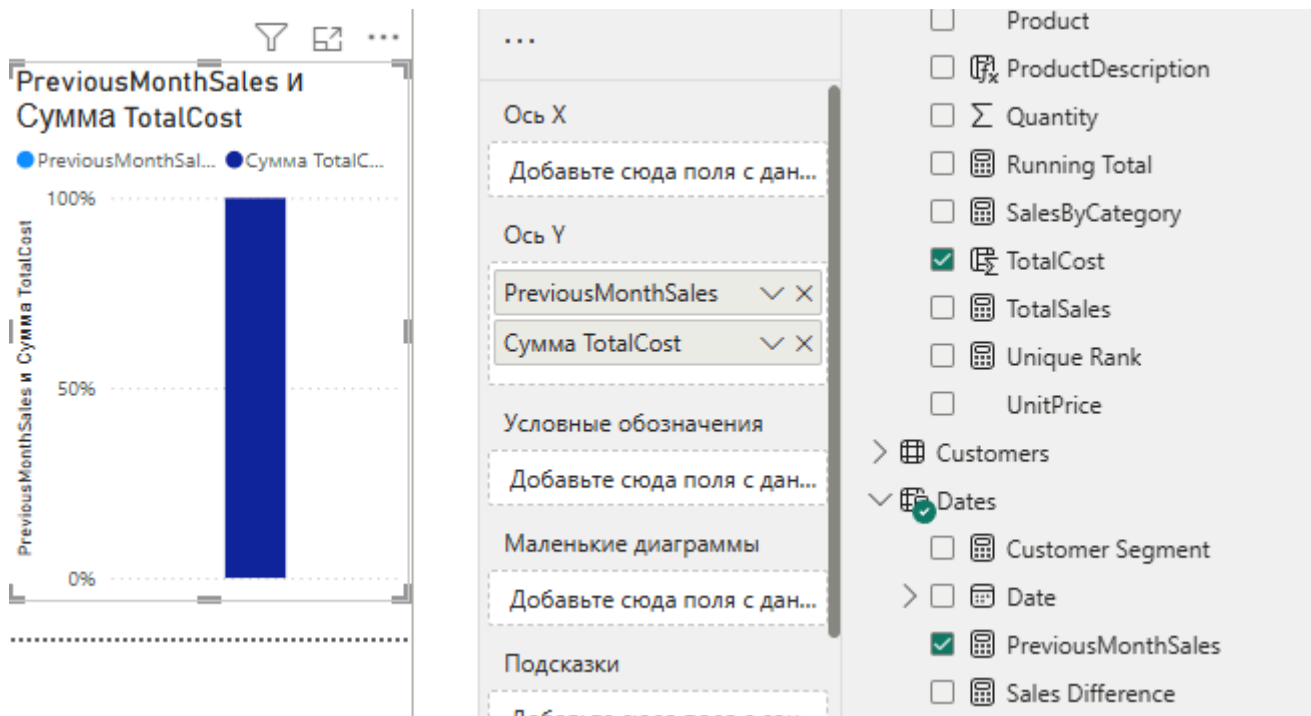 PreviousMonthSales и
Сумма TotalCost
PreviousMonthSal... Сумма TotalC...
100%
50%
0%
PreviousMonthSales и Сумма TotalCost
...
Ось X
Добавьте сюда поля с дан...
Ось Y
PreviousMonthSales
Сумма TotalCost
Условные обозначения
Добавьте сюда поля с дан...
Маленькие диаграммы
Добавьте сюда поля с дан...
Подсказки
Product
ProductDescription
Quantity
Running Total
SalesByCategory
TotalCost
TotalSales
Unique Rank
UnitPrice
Customers
Dates
Customer Segment
Date
PreviousMonthSales
Sales Difference